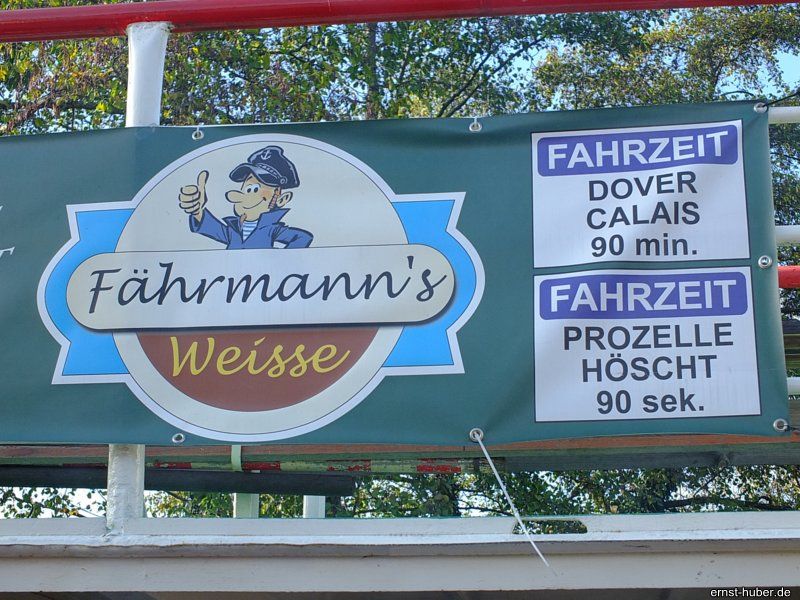 Fährmann's
Weisse
FAHRZEIT
DOVER
CALAIS
90 min.
FAHRZEIT
PROZELLE
HÖSCHT
90 sek.
ernst-huber.de